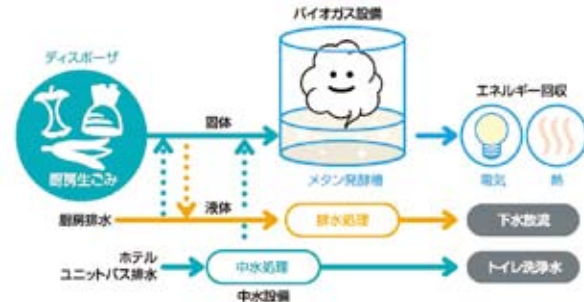 バイオガス設備
ディスポーザ
厨房生ごみ
固体
メタン発酵槽
エネルギー回収
電気
熱
厨房排水
液体
排水処理
下水放流
ホテル
ユニットバス排水
中水処理
中水設備
トイレ洗浄水